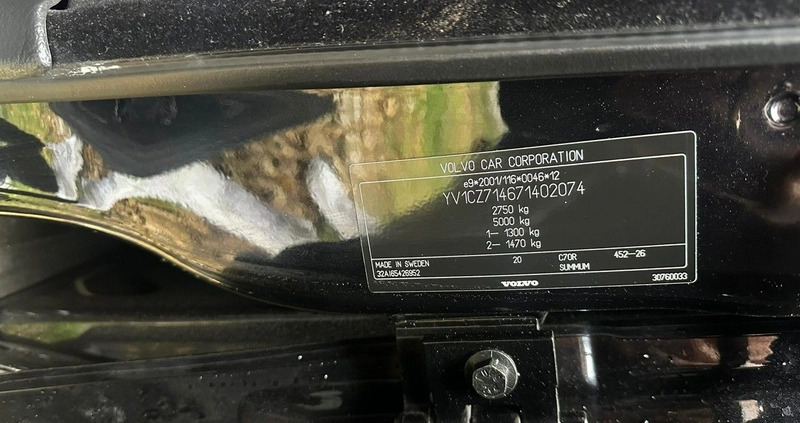 VOLVO CAR CORPORATION
e9*2001/116*0046*12
YV1CZ714671402074
2750 kg
5000 kg
1– 1300 kg
2– 1470 kg
MADE IN SWEDEN 20 C70R 452–26
32A165426952 SUMMUM 30760033
VOLVO